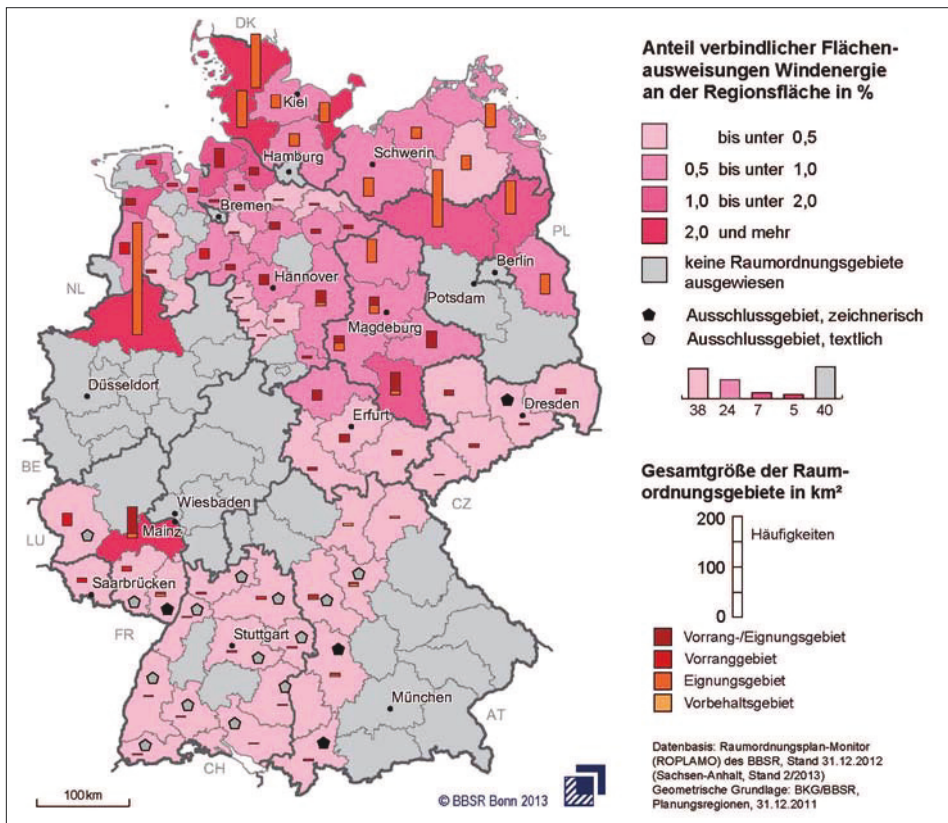 DK
Kiel
Hamburg
Schwerin
Bremen
PL
Berlin
NL
Hannover
Potsdam
Magdeburg
Düsseldorf
Erfurt
Dresden
BE
Wiesbaden
CZ
LU
Mainz
Saarbrücken
FR
Stuttgart
München
AT
CH
100 km
© BBSR Bonn 2013
Anteil verbindlicher Flächen-
ausweisungen Windenergie
an der Regionsfläche in %
bis unter 0,5
0,5 bis unter 1,0
1,0 bis unter 2,0
2,0 und mehr
keine Raumordnungsgebiete
ausgewiesen
Ausschlussgebiet, zeichnerisch
Ausschlussgebiet, textlich
38 24 7 5 40
Gesamtgröße der Raum-
ordnungsgebiete in km²
200
Häufigkeiten
100
0
Vorrang-/Eignungsgebiet
Vorranggebiet
Eignungsgebiet
Vorbehaltsgebiet
Datenbasis: Raumordnungsplan-Monitor
(ROPLAMO) des BBSR, Stand 31.12.2012
(Sachsen-Anhalt, Stand 2/2013)
Geometrische Grundlage: BKG/BBSR,
Planungsregionen, 31.12.2011